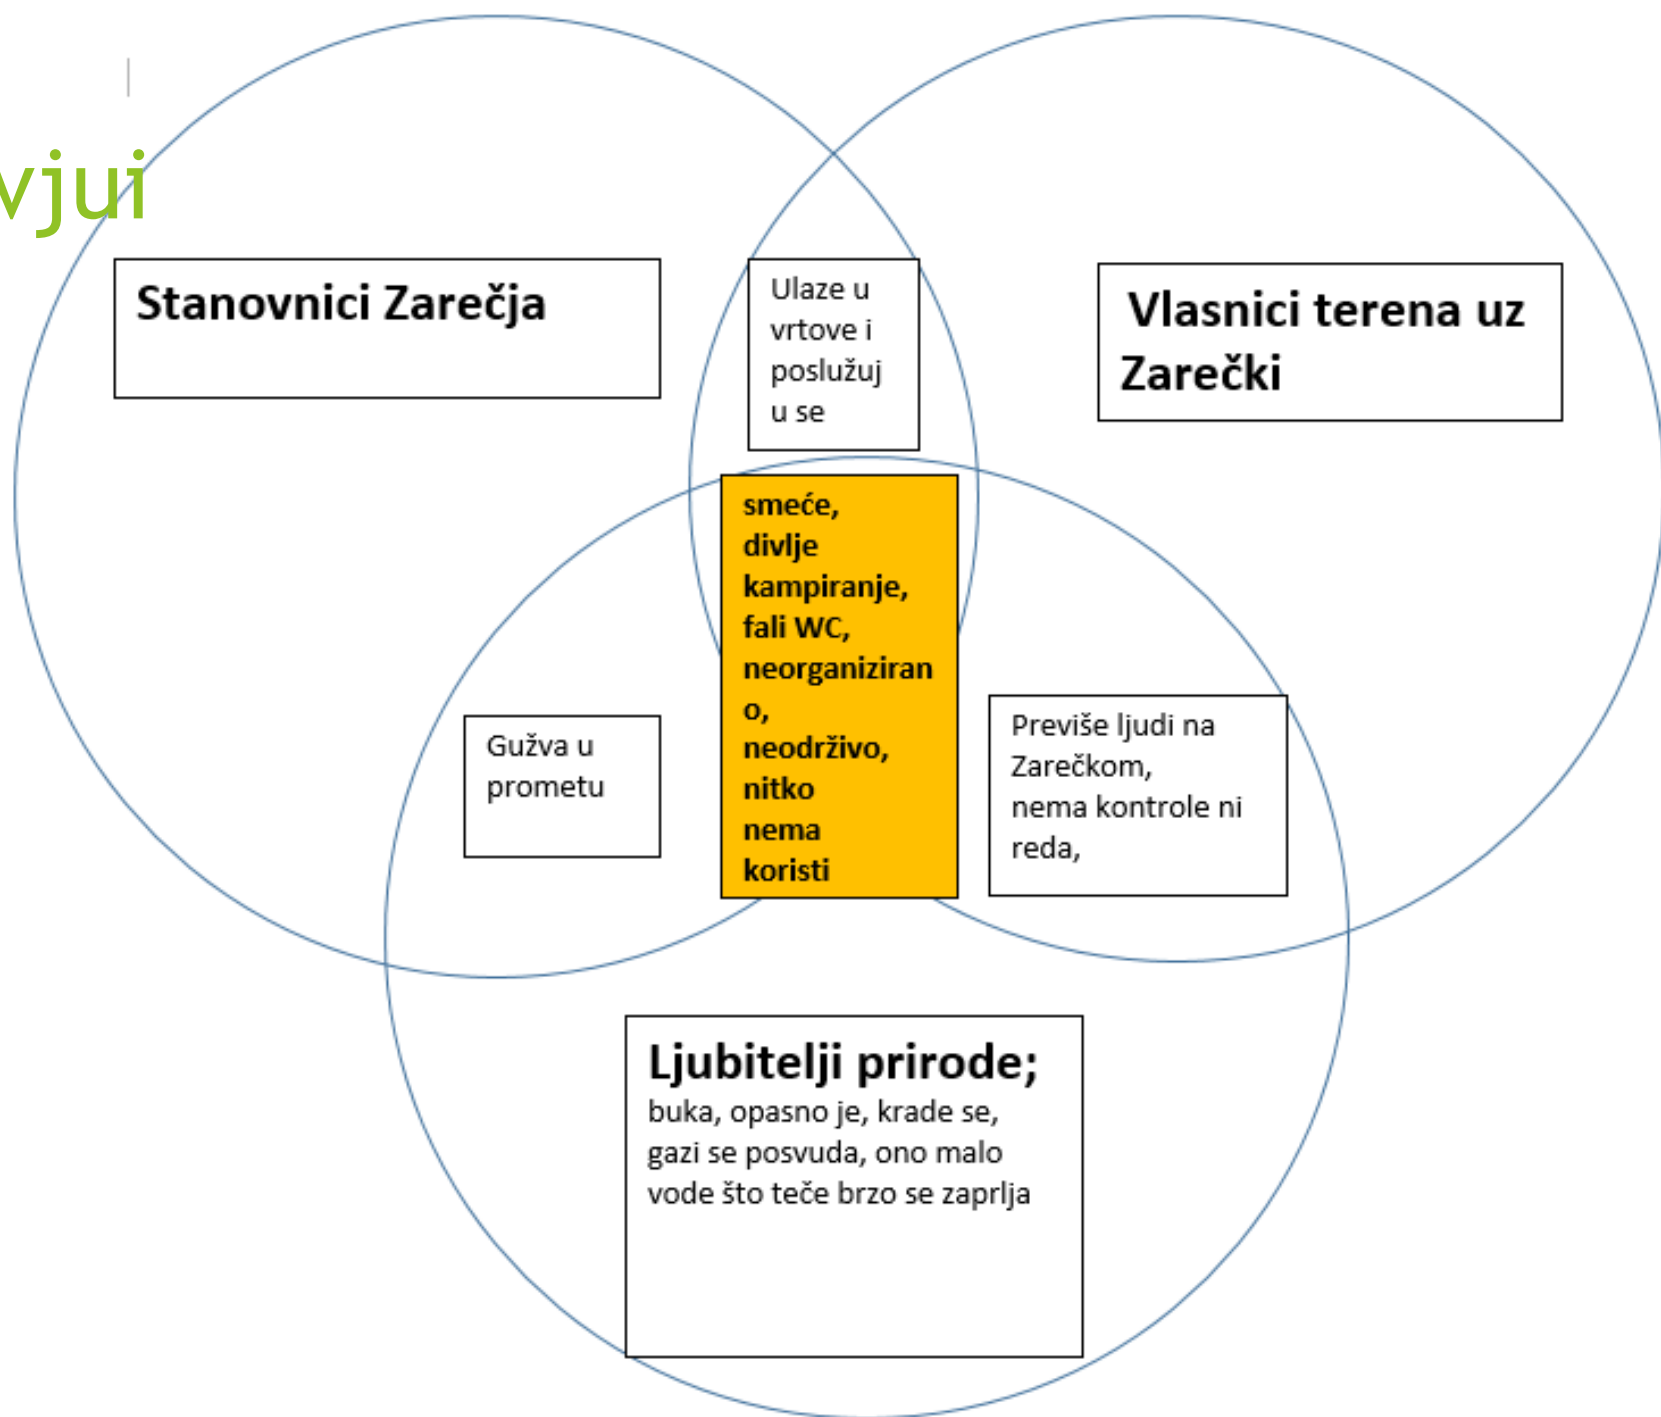 vjui
Stanovnici Zarečja
Ulaze u
vrtove i
poslužuj
u se
Vlasnici terena uz
Zarečki
smeće,
divlje
kampiranje,
fali WC,
neorganiziran
o,
neodrživo,
nitko
nema
koristi
Gužva u
prometu
Previše ljudi na
Zarečkom,
nema kontrole ni
reda,
Ljubitelji prirode;
buka, opasno je, krade se,
gazi se posvuda, ono malo
vode što teče brzo se zaprlja